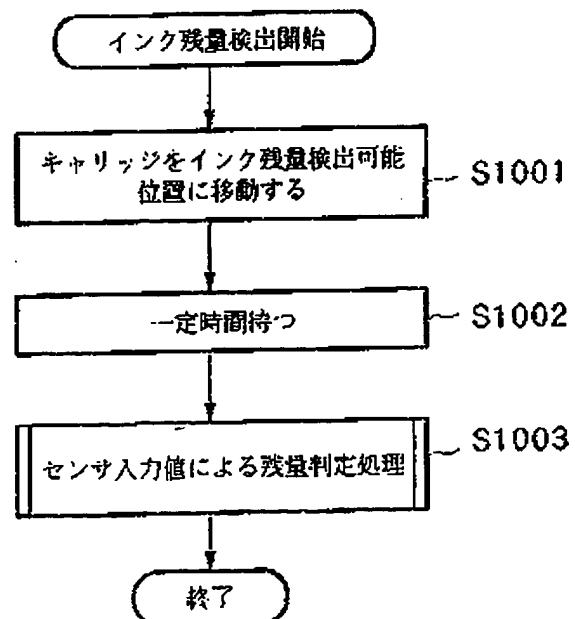 インク残量検出開始
キャリッジをインク残量検出可能
位置に移動する
S1001
一定時間待つ
S1002
センサ入力値による残量判定処理
S1003
終了